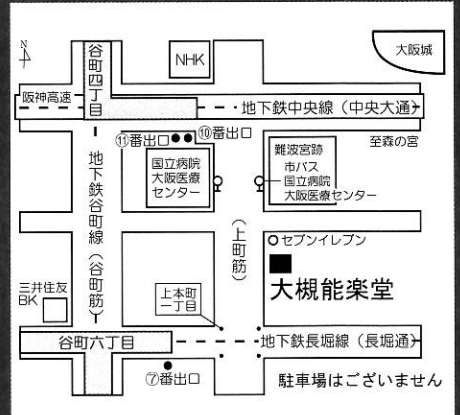 N
NHK
大阪城
谷町四丁目
阪神高速
地下鉄中央線（中央大通）
⑪番出口
⑩番出口
至森の宮
国立病院
大阪医療
センター
難波宮跡
市バス
国立病院
大阪医療センター
地下鉄谷町線（谷町筋）
（上町筋）
セブンイレブン
大槻能楽堂
三井住友
BK
上本町
一丁目
谷町六丁目
地下鉄長堀線（長堀通）
⑦番出口
駐車場はございません